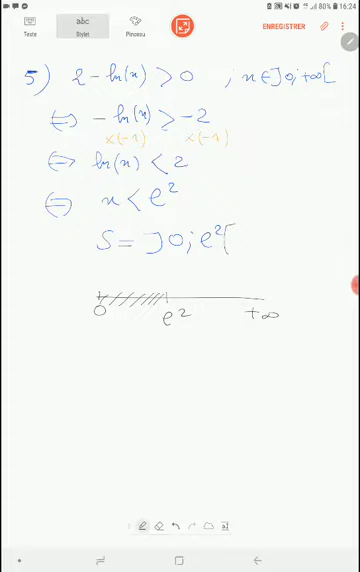 80% 16:24
Texte
abc
Stylet
Pinceau
ENREGISTRER
5) 2 - ln(x) > 0 ; x ∈ ]0; +∞[
⇔ - ln(x) > -2
x(-1) x(-1)
⇔ ln(x) < 2
⇔ x < e²
S = ]0; e²[
0 e² +∞